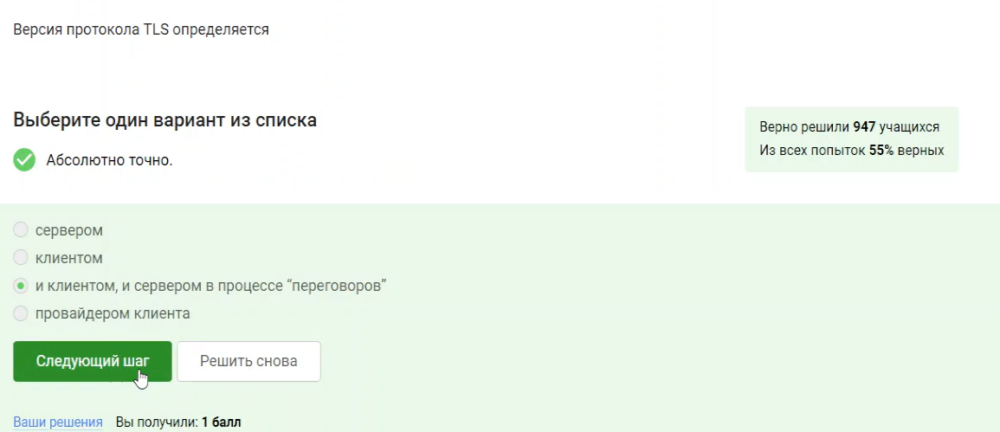 Версия протокола TLS определяется
Выберите один вариант из списка
Верно решили 947 учащихся
Из всех попыток 55% верных
Абсолютно точно.
сервером
клиентом
и клиентом, и сервером в процессе “переговоров”
провайдером клиента
Следующий шаг
Решить снова
Ваши решения Вы получили: 1 балл